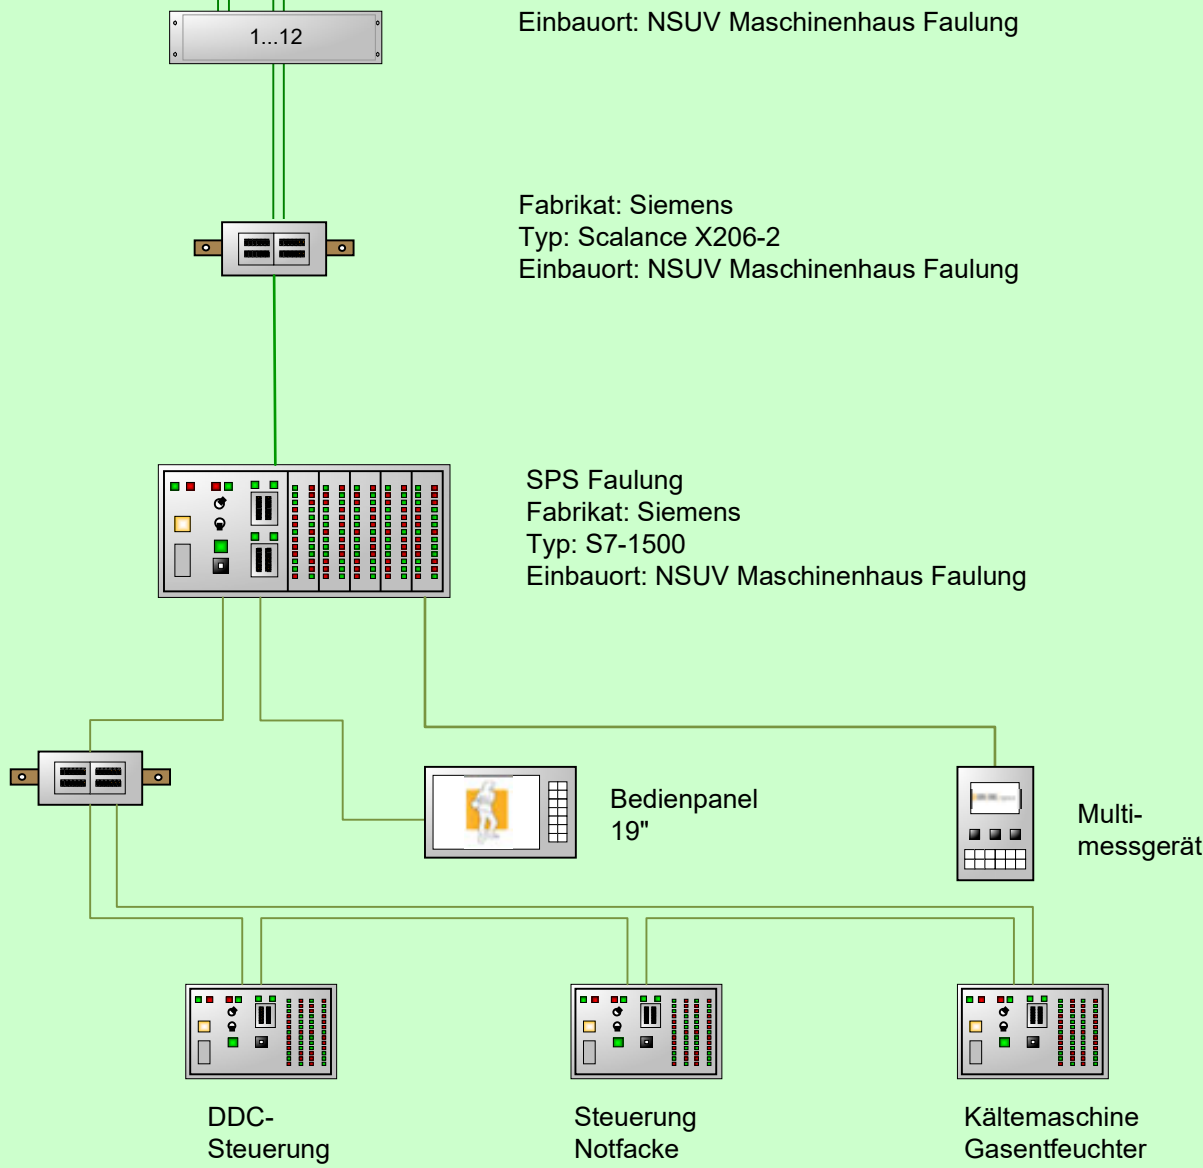 Einbauort: NSUV Maschinenhaus Faulung
1...12
Fabrikat: Siemens
Typ: Scalance X206-2
Einbauort: NSUV Maschinenhaus Faulung
SPS Faulung
Fabrikat: Siemens
Typ: S7-1500
Einbauort: NSUV Maschinenhaus Faulung
Bedienpanel
19"
Multi-
messgerät
DDC-
Steuerung
Steuerung
Notfacke
Kältemaschine
Gasentfeuchter